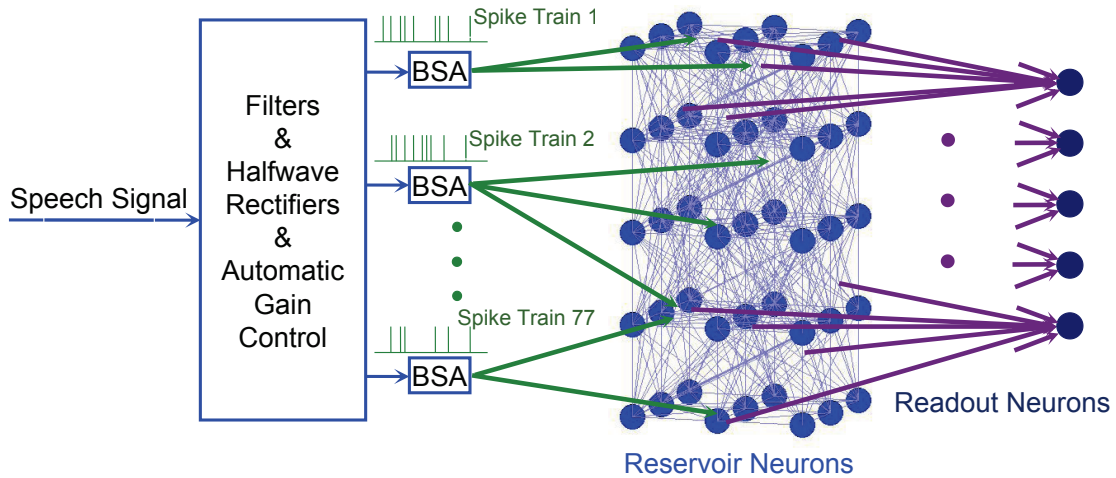 Speech Signal
Filters
&
Halfwave
Rectifiers
&
Automatic
Gain
Control
Spike Train 1
BSA
Spike Train 2
BSA
Spike Train 77
BSA
Reservoir Neurons
Readout Neurons